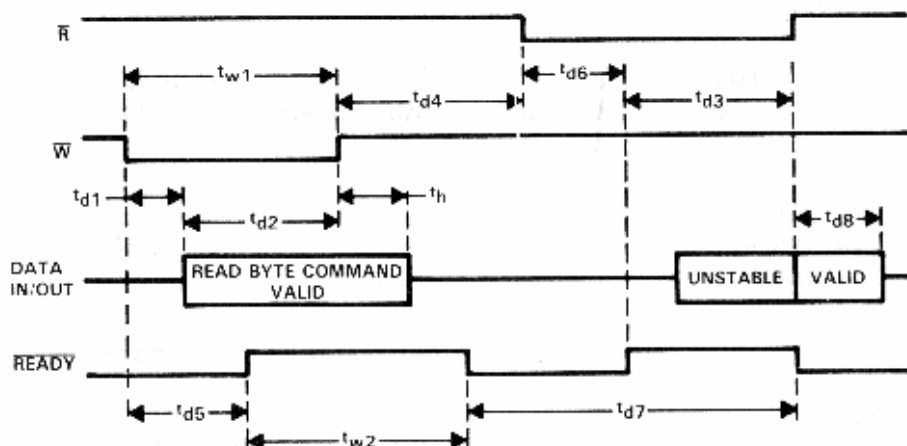 R
tw1
td6
td4
td3
W
td1
th
td2
td8
DATA
IN/OUT
READ BYTE COMMAND
VALID
UNSTABLE
VALID
READY
td5
td7
tw2